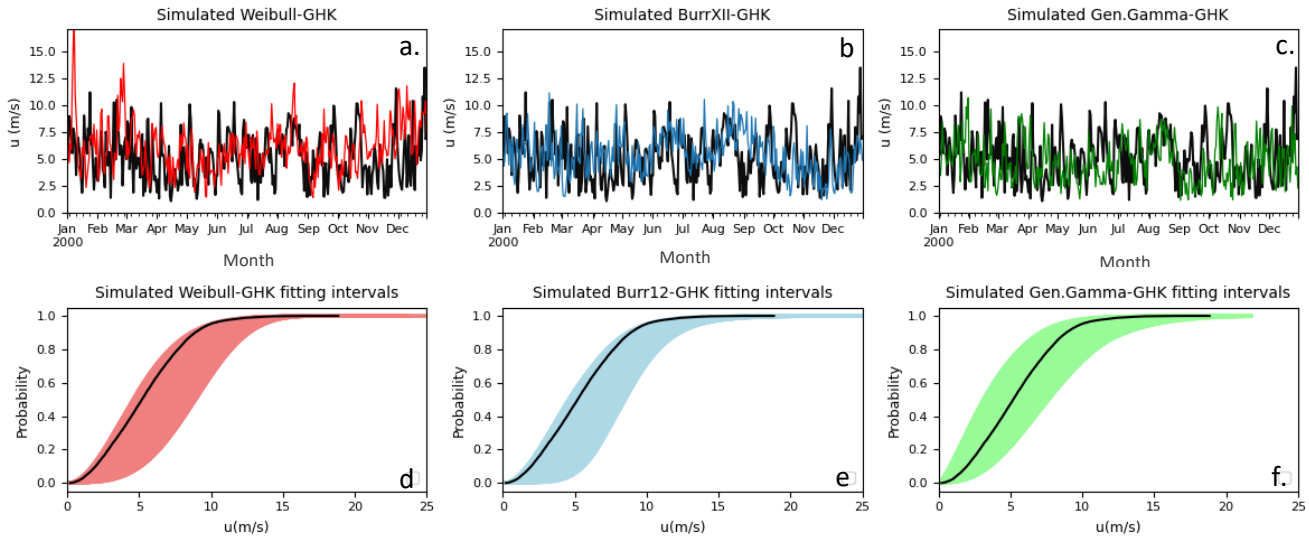 Simulated Weibull-GHK
Simulated BurrXII-GHK
Simulated Gen.Gamma-GHK
a.
b
c.
u (m/s)
15.0
12.5
10.0
7.5
5.0
2.5
0.0
Jan Feb Mar Apr May Jun Jul Aug Sep Oct Nov Dec
2000
Month
u (m/s)
15.0
12.5
10.0
7.5
5.0
2.5
0.0
Jan Feb Mar Apr May Jun Jul Aug Sep Oct Nov Dec
2000
Month
u (m/s)
15.0
12.5
10.0
7.5
5.0
2.5
0.0
Jan Feb Mar Apr May Jun Jul Aug Sep Oct Nov Dec
2000
Month
Simulated Weibull-GHK fitting intervals
Simulated Burr12-GHK fitting intervals
Simulated Gen.Gamma-GHK fitting intervals
Probability
1.0
0.8
0.6
0.4
0.2
0.0
d
0 5 10 15 20 25
u(m/s)
Probability
1.0
0.8
0.6
0.4
0.2
0.0
e
0 5 10 15 20 25
u(m/s)
Probability
1.0
0.8
0.6
0.4
0.2
0.0
f.
0 5 10 15 20 25
u(m/s)